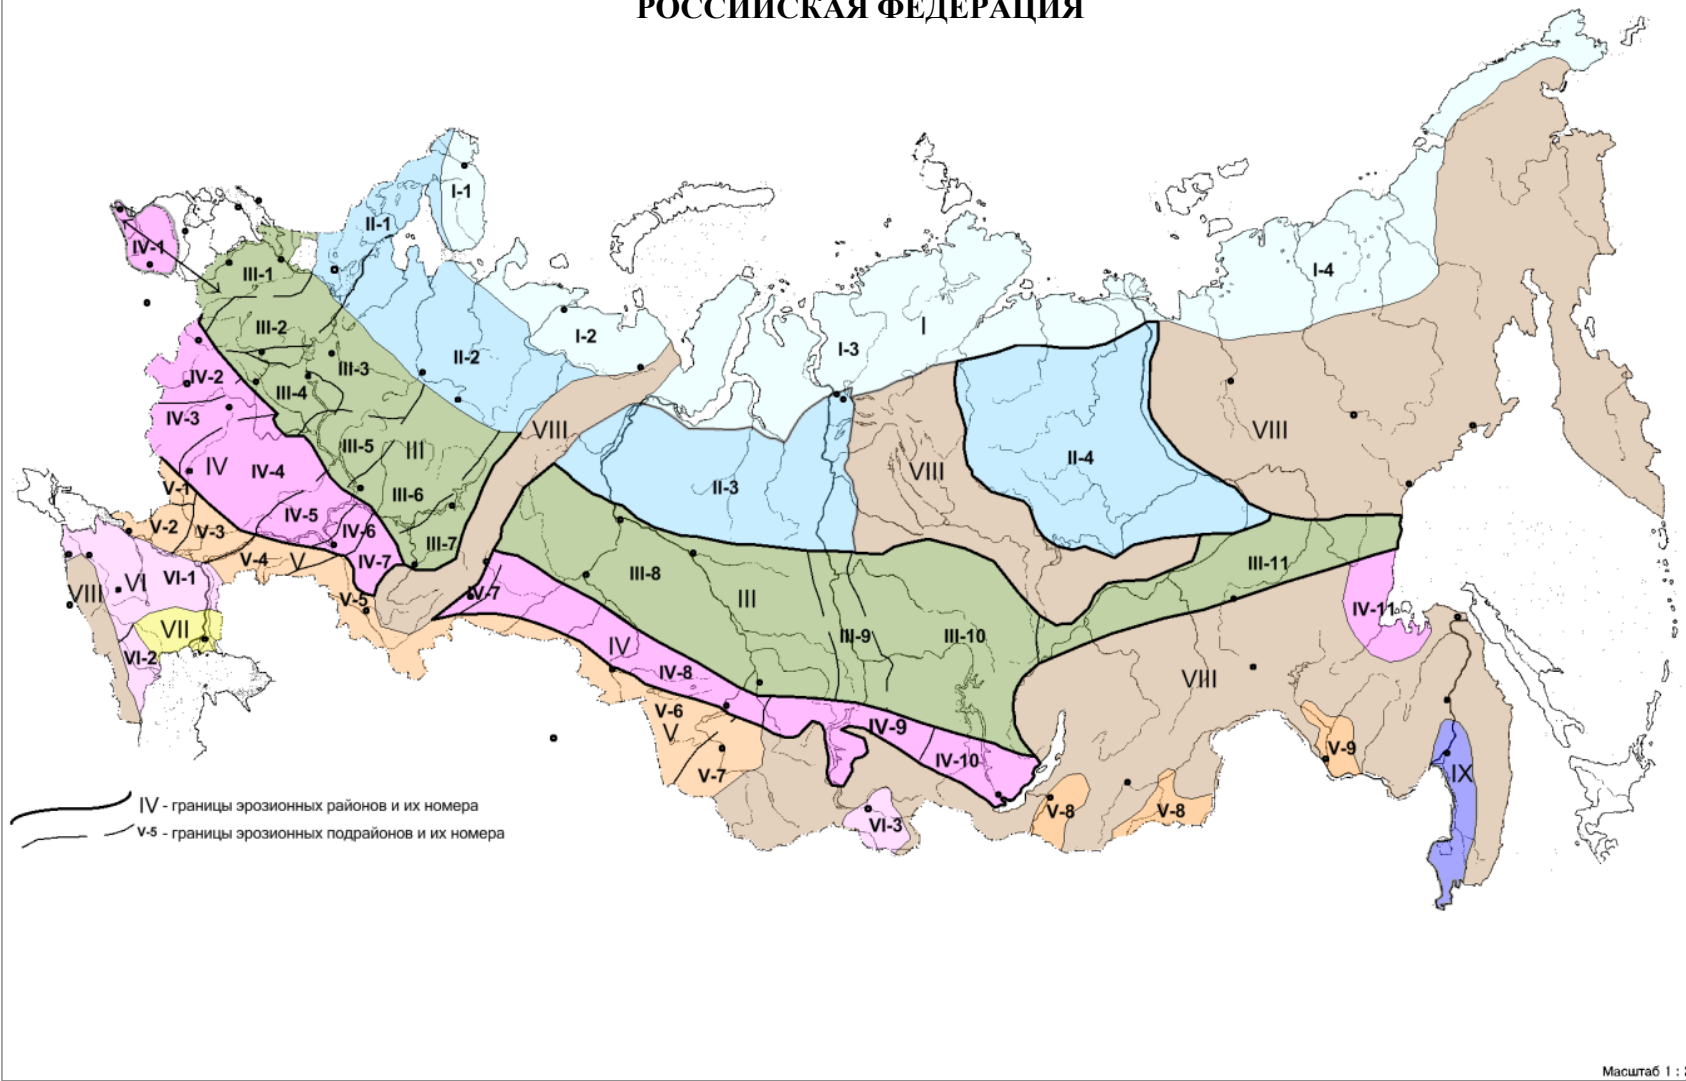 РОССИЙСКАЯ ФЕДЕРАЦИЯ
I-1
II-1
IV-1
III-1
I-4
III-2
I-2
I
I-3
II-2
III-3
IV-2
III-4
IV-3
VIII
VIII
III-5
III
II-4
IV
IV-4
VIII
II-3
V-1
III-6
IV-5
V-2
V-3
IV-6
III-7
V-4
V
IV-7
III-11
VI-1
VI
III-8
VIII
V-7
V-5
III
IV-11
VII
III-9
III-10
IV
VI-2
IV-8
VIII
V-6
V
IV-9
V-9
IV-10
V-7
IX
V-8
V-8
VI-3
IV - границы эрозионных районов и их номера
V-5 - границы эрозионных подрайонов и их номера
Масштаб 1 :